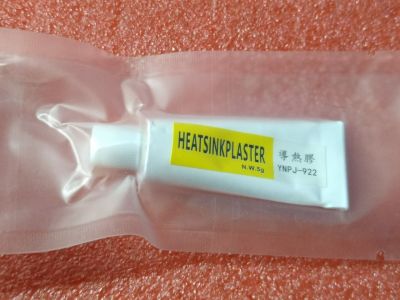 HEATSINKPLASTER
N.W.5g
導熱膠
YNPJ-922